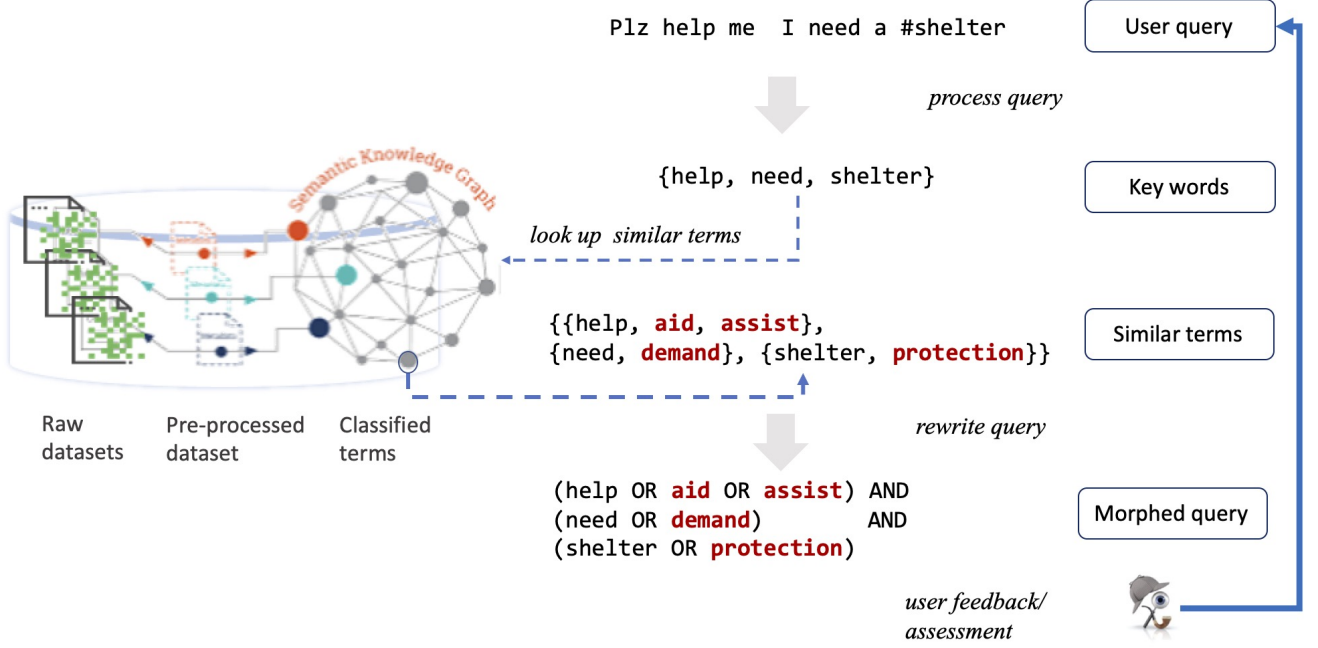 Plz help me I need a #shelter
User query
process query
{help, need, shelter}
Key words
Semantic Knowledge Graph
look up similar terms
{{help, aid, assist},
{need, demand}, {shelter, protection}}
Similar terms
Raw
datasets
Pre-processed
dataset
Classified
terms
rewrite query
(help OR aid OR assist) AND
(need OR demand) AND
(shelter OR protection)
Morphed query
user feedback/
assessment